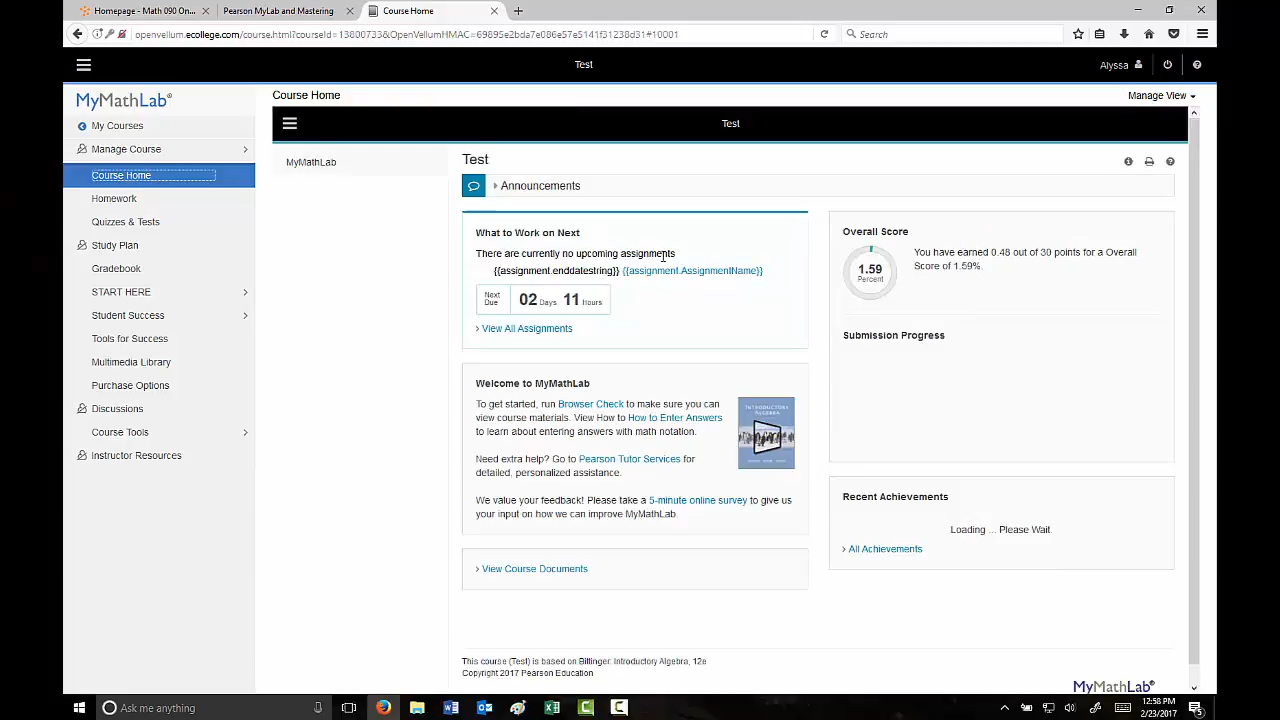 Homepage - Math 090 On...
Pearson MyLab and Mastering
Course Home
openvellum.ecollege.com/course.html?courseId=13800733&OpenVellumHMAC=69895e2bda7e086e57e5141f31238d31#10001
Search
Test
Alyssa
MyMathLab®
My Courses
Manage Course
Course Home
Homework
Quizzes & Tests
Study Plan
Gradebook
START HERE
Student Success
Tools for Success
Multimedia Library
Purchase Options
Discussions
Course Tools
Instructor Resources
Course Home
Manage View
Test
MyMathLab
Test
Announcements
What to Work on Next
There are currently no upcoming assignments
{{assignment.enddatestring}} {{assignment.AssignmentName}}
Next Due 02 Days 11 Hours
View All Assignments
Welcome to MyMathLab
To get started, run Browser Check to make sure you can
view course materials. View How to How to Enter Answers
to learn about entering answers with math notation.
Need extra help? Go to Pearson Tutor Services for
detailed, personalized assistance.
We value your feedback! Please take a 5-minute online survey to give us
your input on how we can improve MyMathLab.
INTRODUCTORY
ALGEBRA
View Course Documents
Overall Score
1.59
Percent
You have earned 0.48 out of 30 points for a Overall
Score of 1.59%.
Submission Progress
Recent Achievements
Loading ... Please Wait.
All Achievements
This course (Test) is based on Bittinger: Introductory Algebra, 12e
Copyright 2017 Pearson Education
MyMathLab®
Ask me anything
12:58 PM
2/23/2017